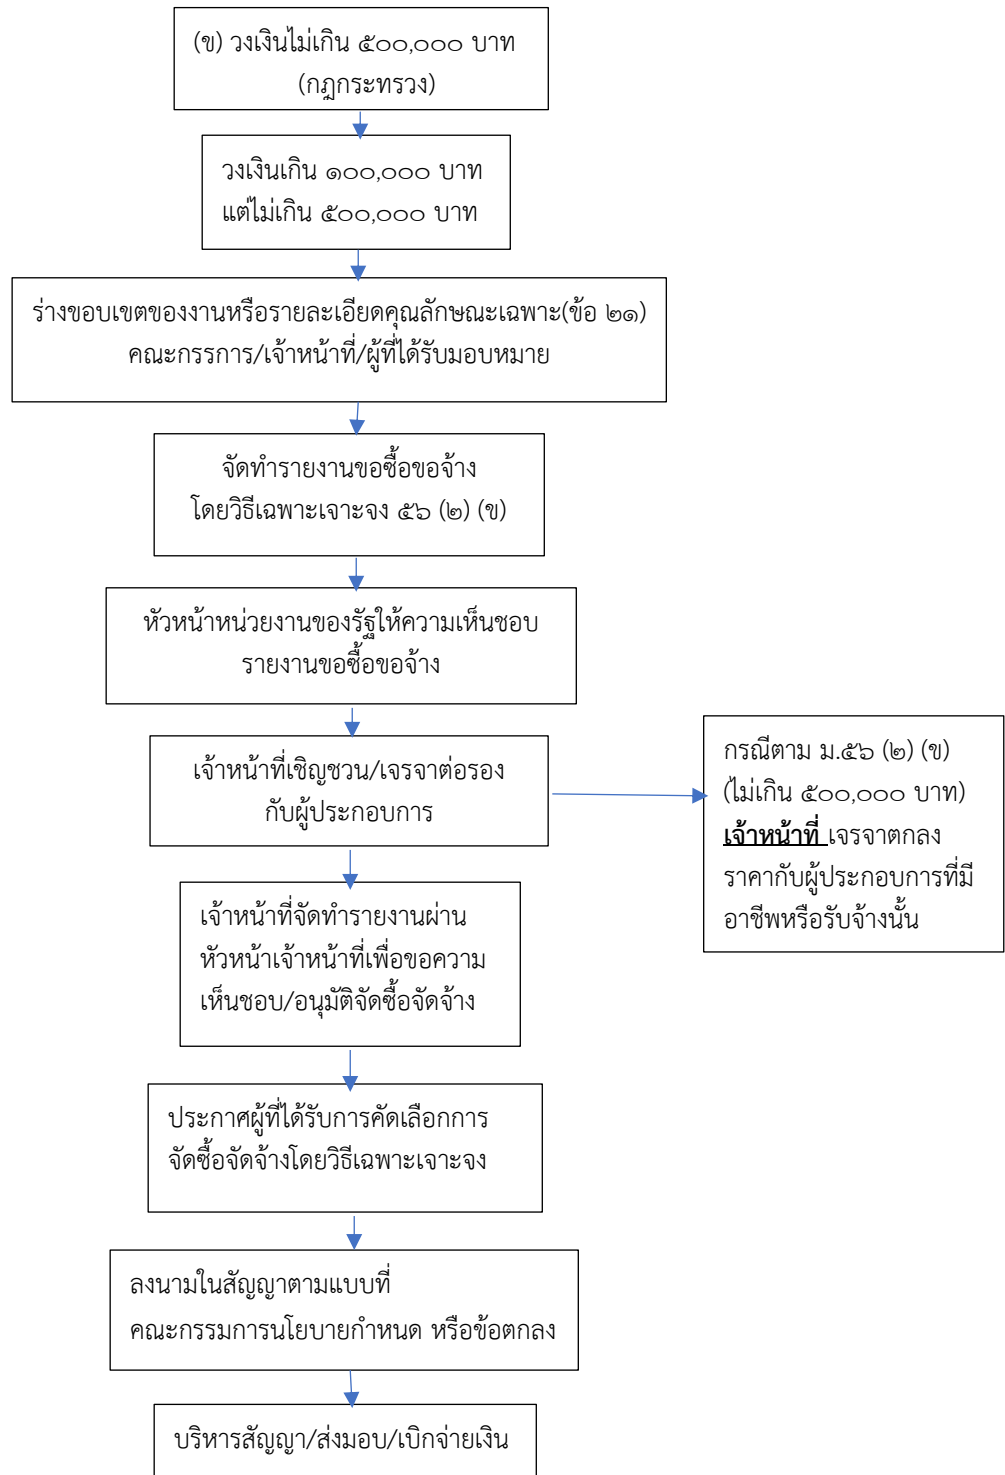 (ข) วงเงินไม่เกิน ๕๐๐,๐๐๐ บาท
(กฎกระทรวง)
วงเงินเกิน ๑๐๐,๐๐๐ บาท
แต่ไม่เกิน ๕๐๐,๐๐๐ บาท
ร่างขอบเขตของงานหรือรายละเอียดคุณลักษณะเฉพาะ(ข้อ ๒๑)
คณะกรรการ/เจ้าหน้าที่/ผู้ที่ได้รับมอบหมาย
จัดทำรายงานขอซื้อขอจ้าง
โดยวิธีเฉพาะเจาะจง ๕๖ (๒) (ข)
หัวหน้าหน่วยงานของรัฐให้ความเห็นชอบ
รายงานขอซื้อขอจ้าง
เจ้าหน้าที่เชิญชวน/เจรจาต่อรอง
กับผู้ประกอบการ
กรณีตาม ม.๕๖ (๒) (ข)
(ไม่เกิน ๕๐๐,๐๐๐ บาท)
เจ้าหน้าที่ เจรจาตกลง
ราคากับผู้ประกอบการที่มี
อาชีพหรือรับจ้างนั้น
เจ้าหน้าที่จัดทำรายงานผ่าน
หัวหน้าเจ้าหน้าที่เพื่อขอความ
เห็นชอบ/อนุมัติจัดซื้อจัดจ้าง
ประกาศผู้ที่ได้รับการคัดเลือกการ
จัดซื้อจัดจ้างโดยวิธีเฉพาะเจาะจง
ลงนามในสัญญาตามแบบที่
คณะกรรมการนโยบายกำหนด หรือข้อตกลง
บริหารสัญญา/ส่งมอบ/เบิกจ่ายเงิน